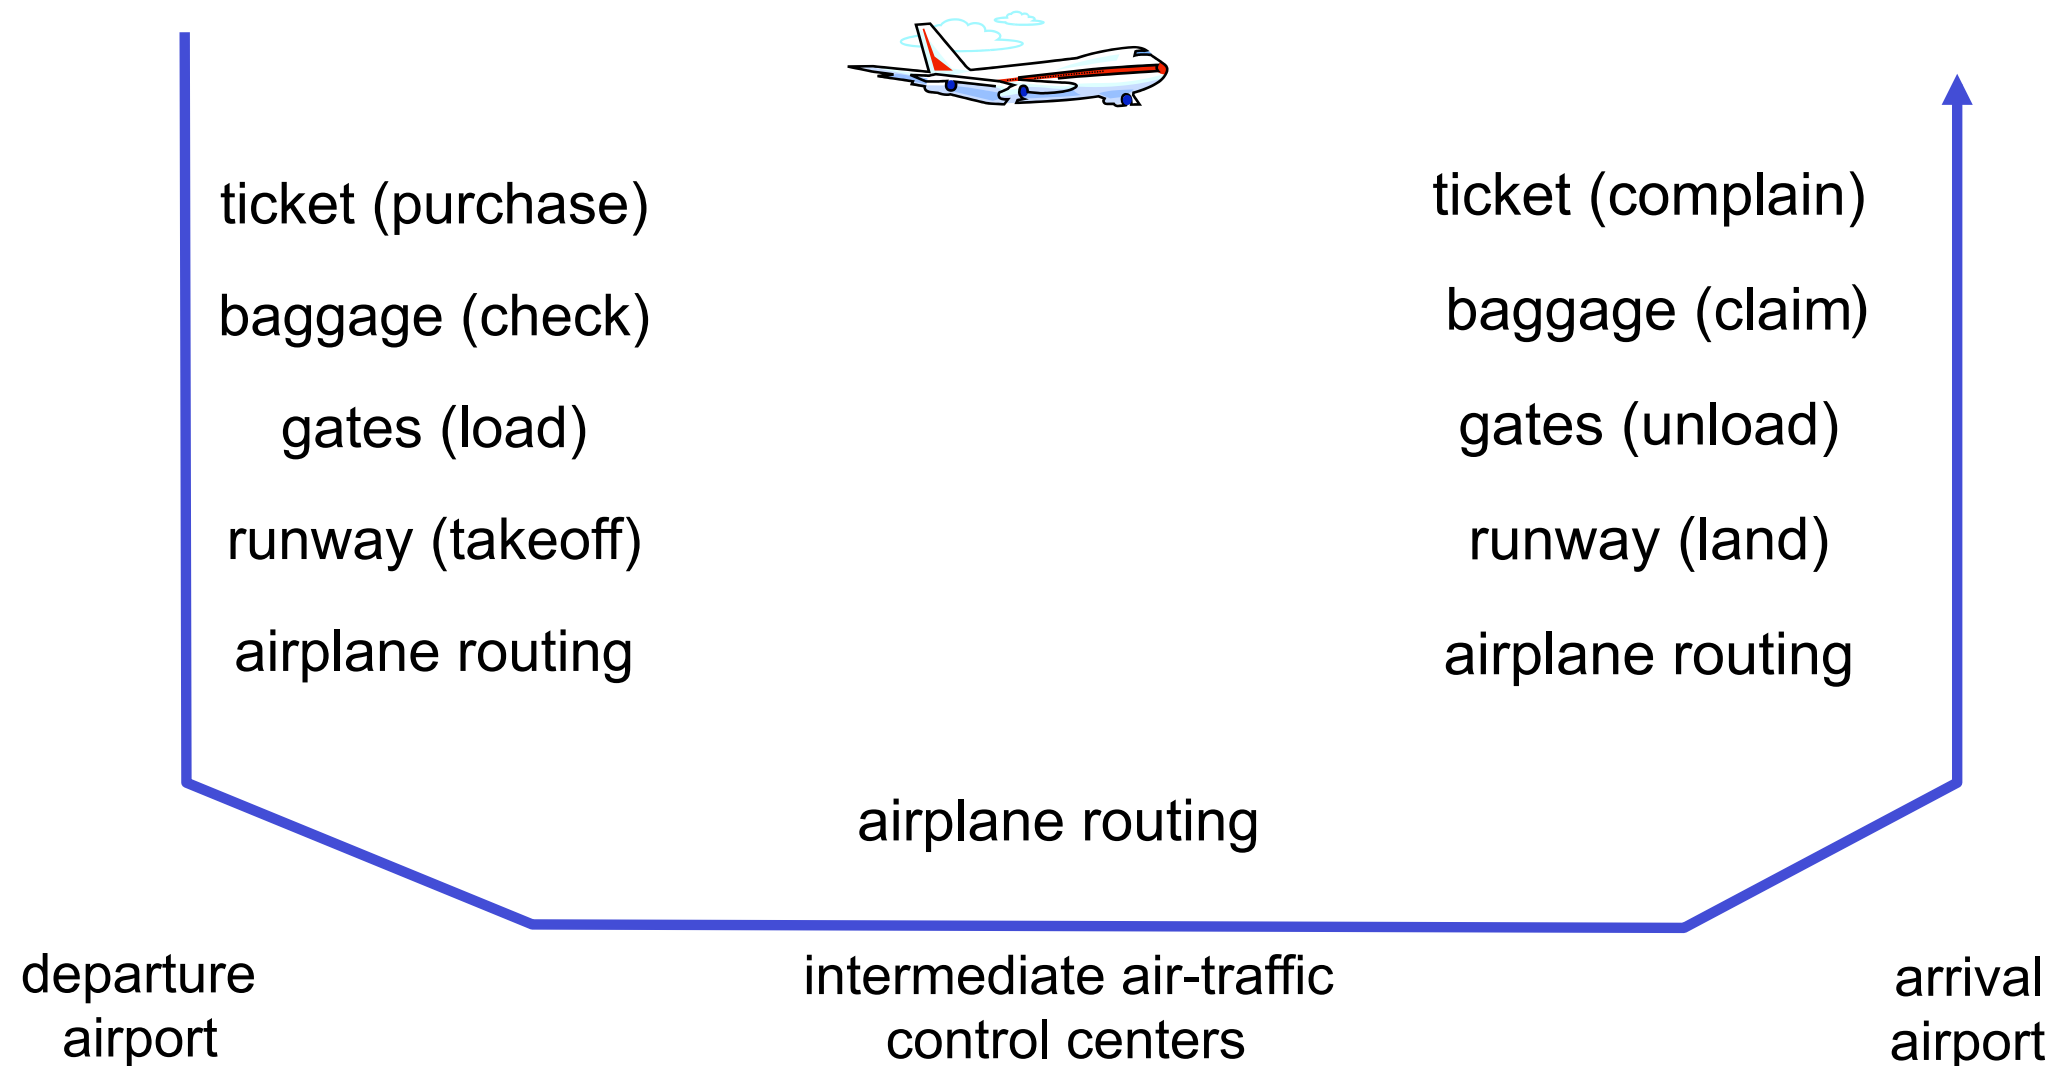 ticket (purchase)
baggage (check)
gates (load)
runway (takeoff)
airplane routing
ticket (complain)
baggage (claim)
gates (unload)
runway (land)
airplane routing
airplane routing
departure
airport
intermediate air-traffic
control centers
arrival
airport